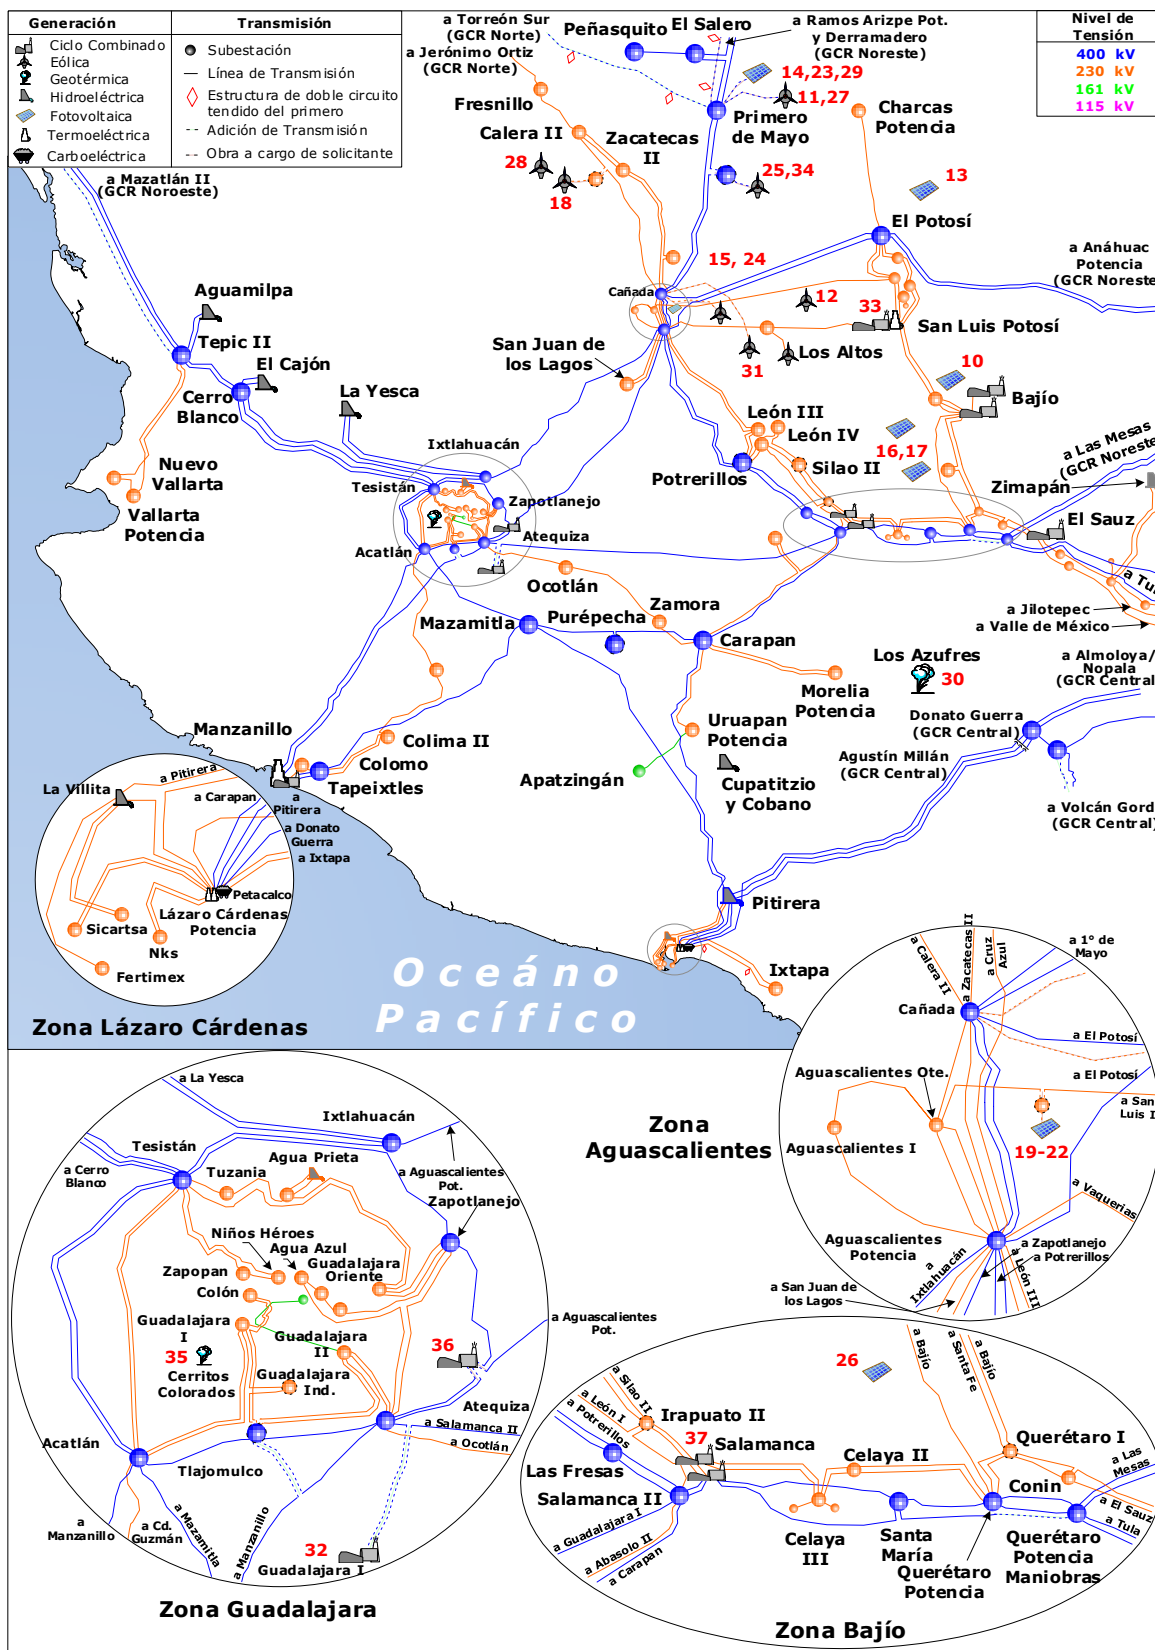 Generación
Ciclo Combinado
Eólica
Geotérmica
Hidroeléctrica
Fotovoltaica
Termoeléctrica
Carboeléctrica
Transmisión
Subestación
Línea de Transmisión
Estructura de doble circuito
tendido del primero
Adición de Transmisión
Obra a cargo de solicitante
Nivel de
Tensión
400 kV
230 kV
161 kV
115 kV
a Torreón Sur
(GCR Norte)
a Jerónimo Ortiz
(GCR Norte)
Peñasquito
El Salero
a Ramos Arizpe Pot.
y Derramadero
(GCR Noreste)
14,23,29
11,27
Fresnillo
Calera II
Zacatecas
II
Primero
de Mayo
Charcas
Potencia
28
18
25,34
13
a Mazatlán II
(GCR Noroeste)
El Potosí
a Anáhuac
Potencia
(GCR Noreste
15, 24
Cañada
12
33
San Luis Potosí
Aguamilpa
Tepic II
El Cajón
Cerro
Blanco
La Yesca
San Juan de
los Lagos
Los Altos
31
10
Bajío
León III
León IV
16,17
Silao II
Potrerillos
a Las Mesas
(GCR Noreste
Zimapán
El Sauz
Ixtlahuacán
Tesistán
Zapotlanejo
Atequiza
Acatlán
Nuevo
Vallarta
Vallarta
Potencia
Ocotlán
Zamora
Mazamitla
Purépecha
Carapan
a Tul
a Jilotepec
a Valle de México
Los Azufres
30
a Almoloya/
Nopala
(GCR Central)
Morelia
Potencia
Donato Guerra
(GCR Central)
Agustín Millán
(GCR Central)
Manzanillo
Colima II
Colomo
Tapeixtles
Uruapan
Potencia
Apatzingán
Cupatitzio
y Cobano
a Volcán Gord
(GCR Central)
Pitirera
Ixtapa
Océano
Pacífico
a Pitirera
La Villita
a Carapan
a
Pitirera
a Donato
Guerra
a Ixtapa
Petacalco
Lázaro Cárdenas
Potencia
Sicartsa
Nks
Fertimex
Zona Lázaro Cárdenas
a Calera II
a Zacatecas II
a Cruz
Azul
a 1° de
Mayo
Cañada
a El Potosí
Aguascalientes Ote.
a El Potosí
a San
Luis I
Aguascalientes I
19-22
Zona
Aguascalientes
a Vaquerias
Aguascalientes
Potencia
a
Ixtlahuacán
a Zapotlanejo
a Potrerillos
a León III
a San Juan de
los Lagos
a La Yesca
Ixtlahuacán
Tesistán
Agua Prieta
Tuzania
a Cerro
Blanco
a Aguascalientes
Pot.
Zapotlanejo
Niños Héroes
Agua Azul
Guadalajara
Oriente
Zapopan
Colón
Guadalajara
I
Guadalajara
II
a Aguascalientes
Pot.
36
35
Cerritos
Colorados
Guadalajara
Ind.
Atequiza
a Salamanca II
a Ocotlán
Acatlán
Tlajomulco
a
Manzanillo
a Cd.
Guzmán
a Mazamitla
a Manzanillo
32
Guadalajara I
Zona Guadalajara
26
a
Bajío
a
Santa Fe
a
Bajío
a Silao II
a León I
a Potrerillos
Irapuato II
37
Salamanca
Las Fresas
Salamanca II
Celaya II
Querétaro I
a Las
Mesas
Conin
a Guadalajara I
a Abasolo II
a Carapan
Celaya
III
Santa
María
Querétaro
Potencia
Querétaro
Potencia
Maniobras
a El Sauz
a Tula
Zona Bajío